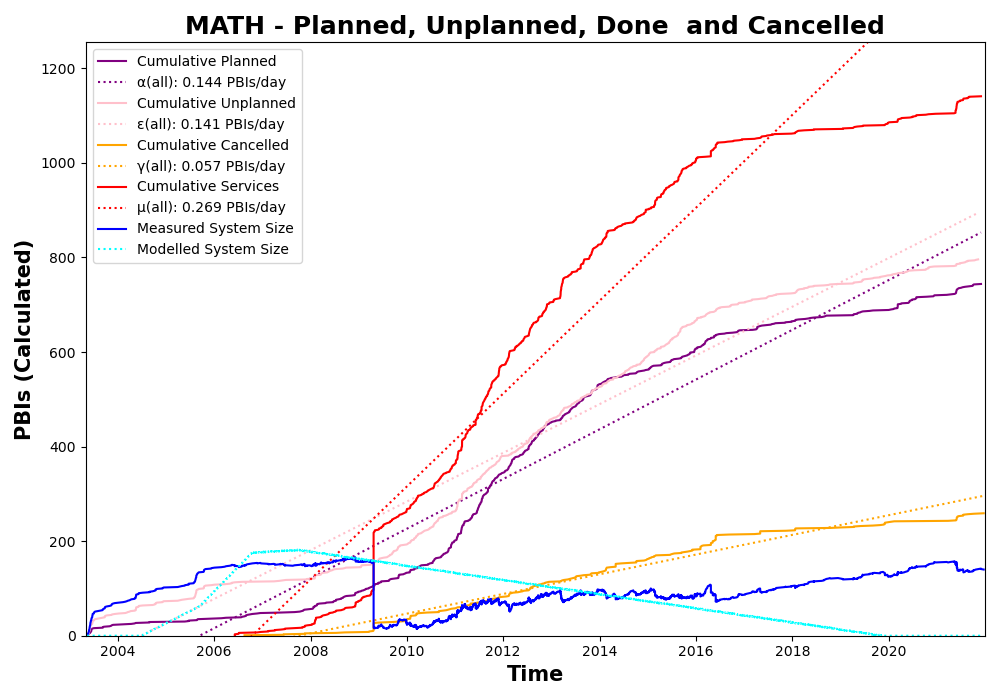 MATH - Planned, Unplanned, Done  and Cancelled
PBIs (Calculated)
1200
1000
800
600
400
200
0
Cumulative Planned
α(all): 0.144 PBIs/day
Cumulative Unplanned
ε(all): 0.141 PBIs/day
Cumulative Cancelled
γ(all): 0.057 PBIs/day
Cumulative Services
μ(all): 0.269 PBIs/day
Measured System Size
Modelled System Size
2004 2006 2008 2010 2012 2014 2016 2018 2020
Time